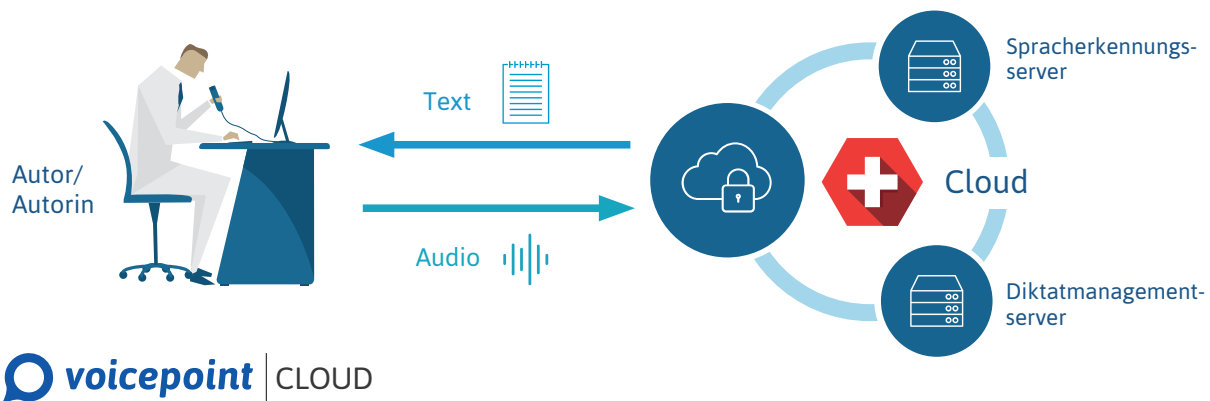 Autor/
Autorin
Text
Audio
Spracherkennungs-
server
Cloud
Diktatmanagement-
server
voicepoint | CLOUD